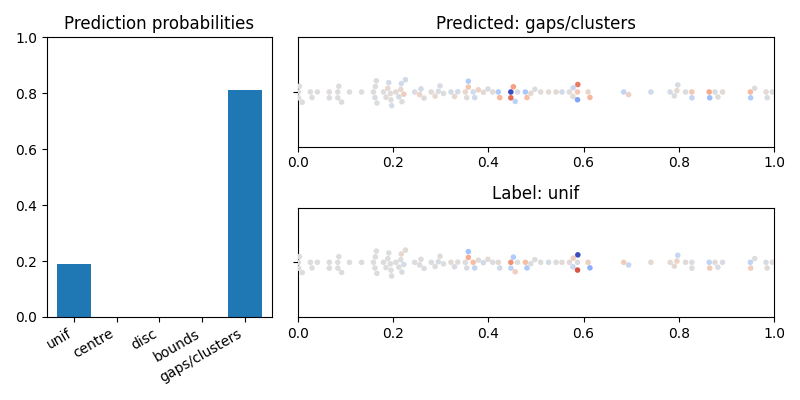 Prediction probabilities
1.0
0.8
0.6
0.4
0.2
0.0
unif
centre
disc
bounds
gaps/clusters
Predicted: gaps/clusters
0.0 0.2 0.4 0.6 0.8 1.0
Label: unif
0.0 0.2 0.4 0.6 0.8 1.0